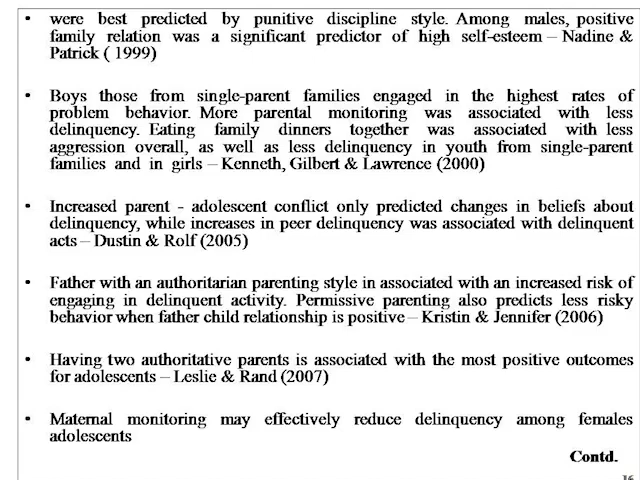 • were best predicted by punitive discipline style. Among males, positive
family relation was a significant predictor of high self-esteem – Nadine &
Patrick ( 1999)
• Boys those from single-parent families engaged in the highest rates of
problem behavior. More parental monitoring was associated with less
delinquency. Eating family dinners together was associated with less
aggression overall, as well as less delinquency in youth from single-parent
families and in girls – Kenneth, Gilbert & Lawrence (2000)
• Increased parent - adolescent conflict only predicted changes in beliefs about
delinquency, while increases in peer delinquency was associated with delinquent
acts – Dustin & Rolf (2005)
• Father with an authoritarian parenting style in associated with an increased risk of
engaging in delinquent activity. Permissive parenting also predicts less risky
behavior when father child relationship is positive – Kristin & Jennifer (2006)
• Having two authoritative parents is associated with the most positive outcomes
for adolescents – Leslie & Rand (2007)
• Maternal monitoring may effectively reduce delinquency among females
adolescents
Contd.
16